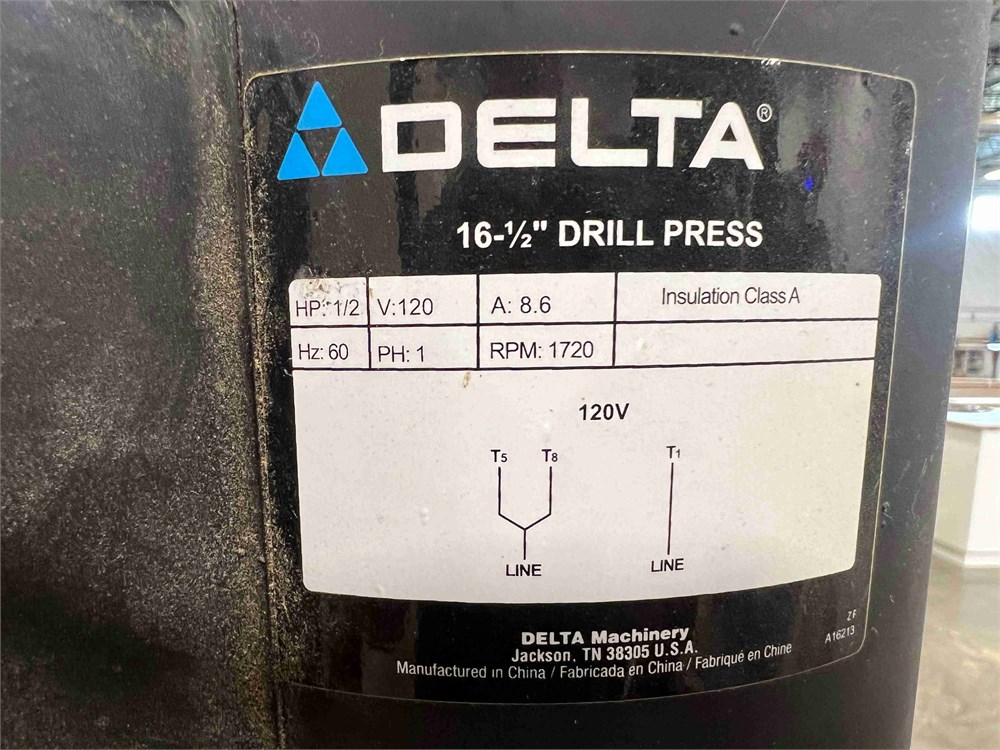 DELTA®
16-½" DRILL PRESS
HP: 1/2 V:120 A: 8.6 Insulation Class A
Hz: 60 PH: 1 RPM: 1720
120V
T5 T8 T1
LINE LINE
ZF
A16213
DELTA Machinery
Jackson, TN 38305 U.S.A.
Manufactured in China / Fabricada en China / Fabriqué en Chine